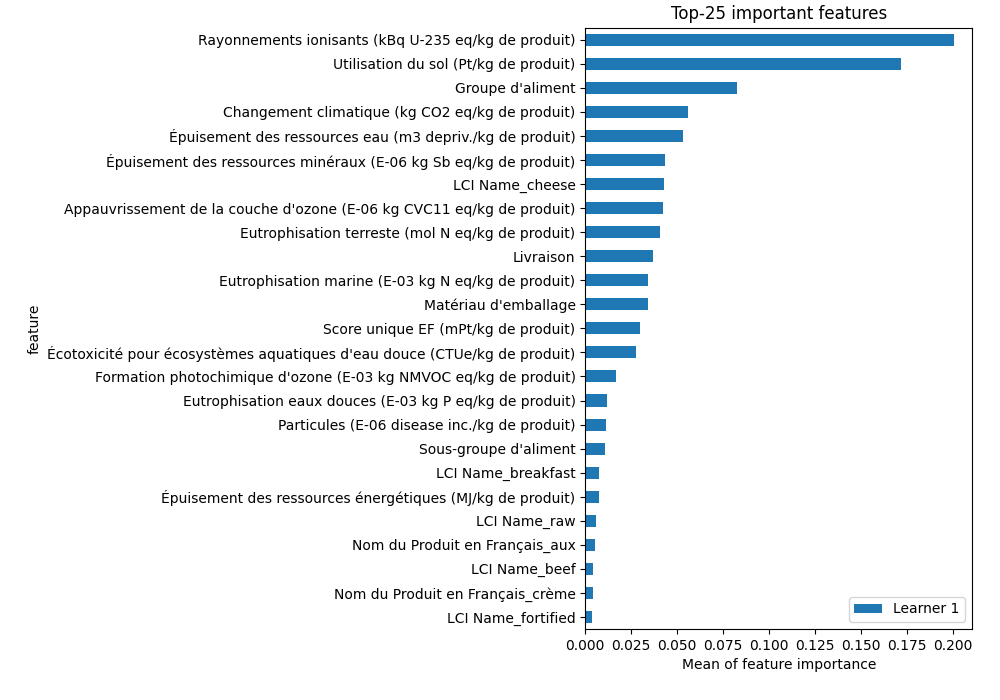 Top-25 important features
Rayonnements ionisants (kBq U-235 eq/kg de produit)
Utilisation du sol (Pt/kg de produit)
Groupe d'aliment
Changement climatique (kg CO2 eq/kg de produit)
Épuisement des ressources eau (m3 depriv./kg de produit)
Épuisement des ressources minéraux (E-06 kg Sb eq/kg de produit)
LCI Name_cheese
Appauvrissement de la couche d'ozone (E-06 kg CVC11 eq/kg de produit)
Eutrophisation terreste (mol N eq/kg de produit)
Livraison
Eutrophisation marine (E-03 kg N eq/kg de produit)
Matériau d'emballage
Score unique EF (mPt/kg de produit)
Écotoxicité pour écosystèmes aquatiques d'eau douce (CTUe/kg de produit)
Formation photochimique d'ozone (E-03 kg NMVOC eq/kg de produit)
Eutrophisation eaux douces (E-03 kg P eq/kg de produit)
Particules (E-06 disease inc./kg de produit)
Sous-groupe d'aliment
LCI Name_breakfast
Épuisement des ressources énergétiques (MJ/kg de produit)
LCI Name_raw
Nom du Produit en Français_aux
LCI Name_beef
Nom du Produit en Français_crème
LCI Name_fortified
feature
Learner 1
0.000 0.025 0.050 0.075 0.100 0.125 0.150 0.175 0.200
Mean of feature importance